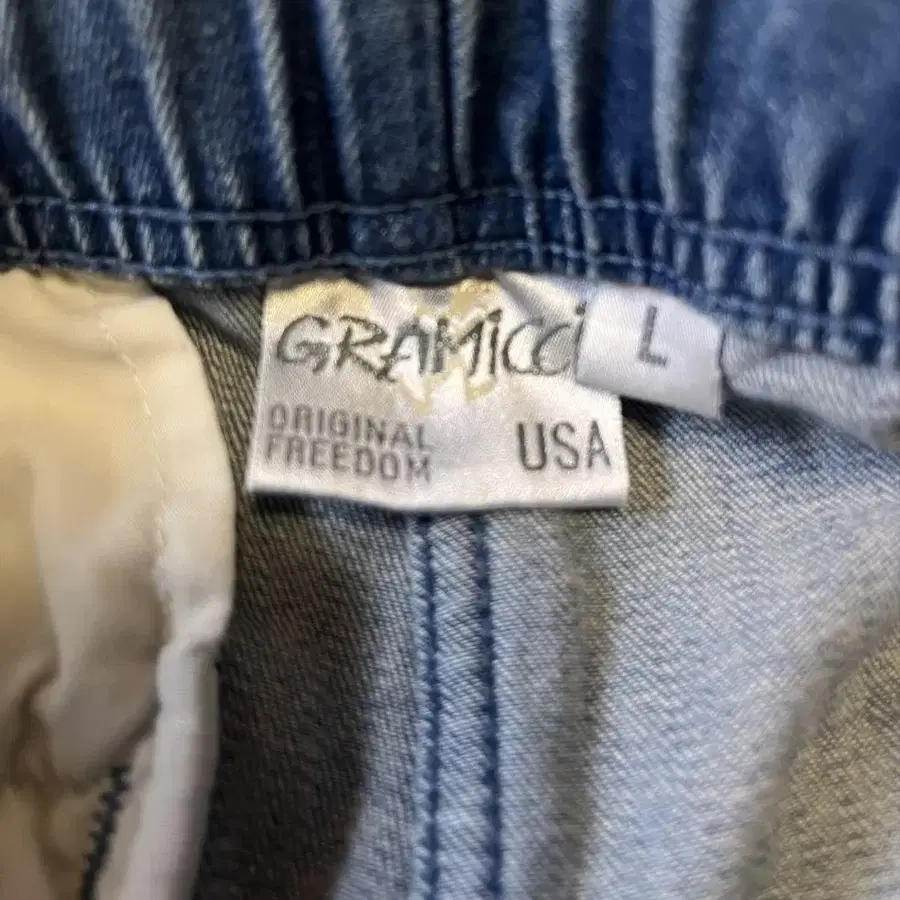 GRAMiCCi
L
ORIGINAL
FREEDOM
USA